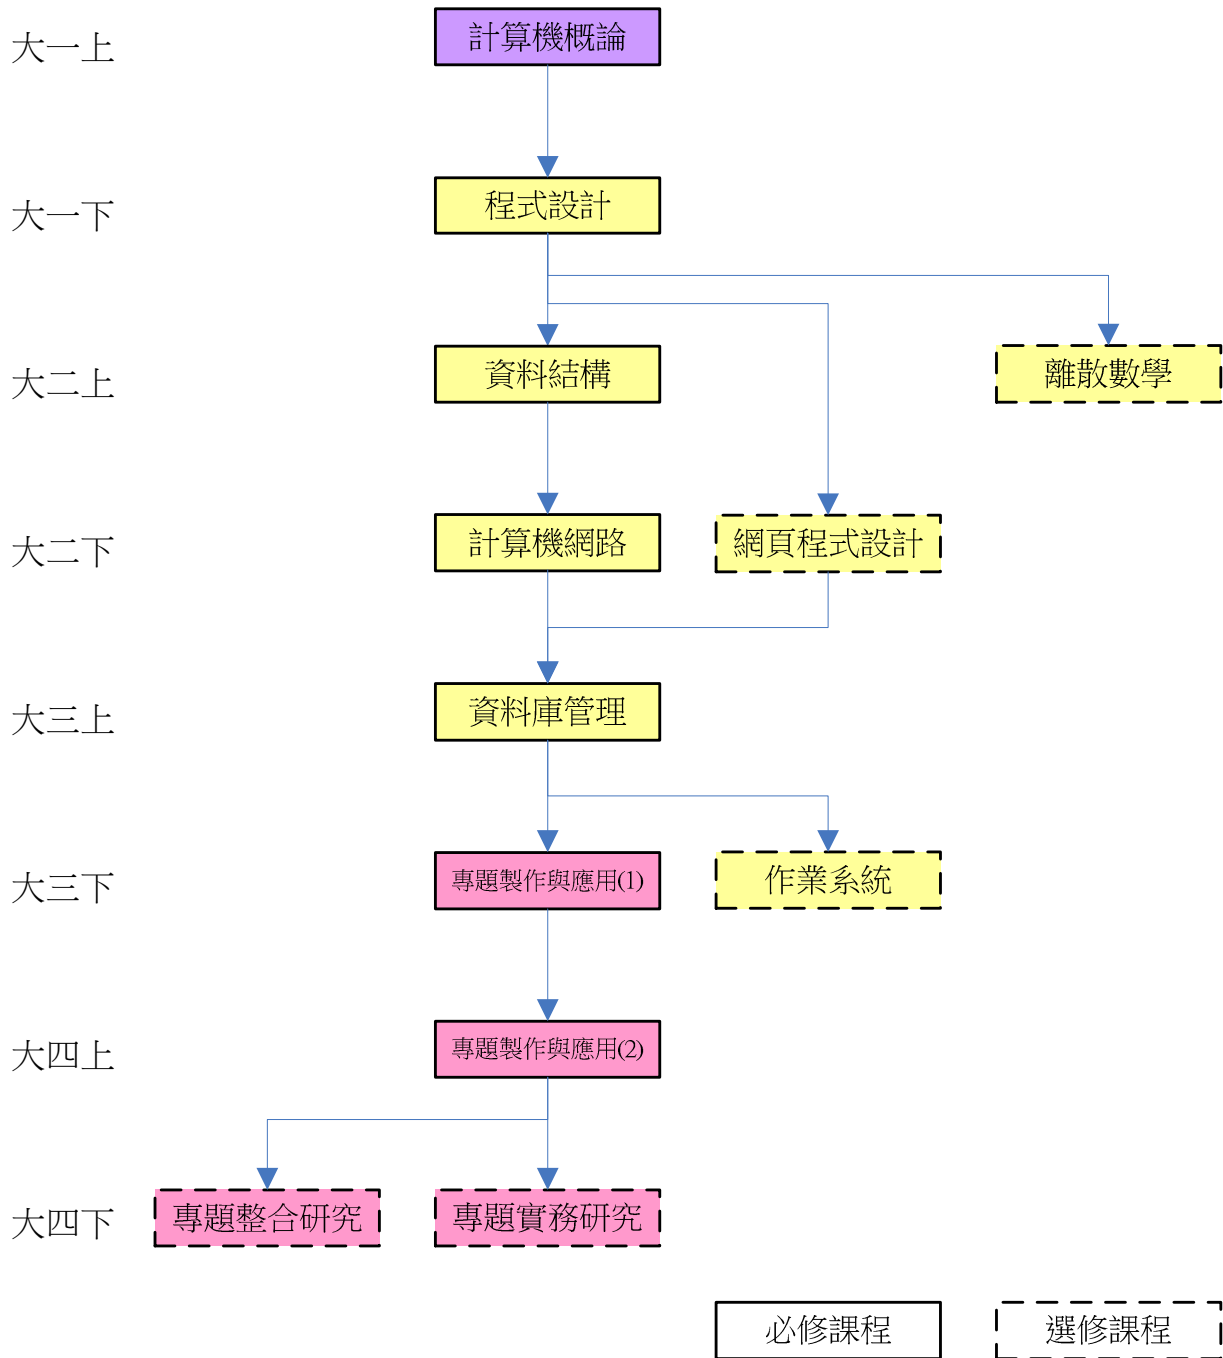 大一上
計算機概論
大一下
程式設計
大二上
資料結構
離散數學
大二下
計算機網路
網頁程式設計
大三上
資料庫管理
大三下
專題製作與應用(1)
作業系統
大四上
專題製作與應用(2)
大四下
專題整合研究
專題實務研究
必修課程
選修課程